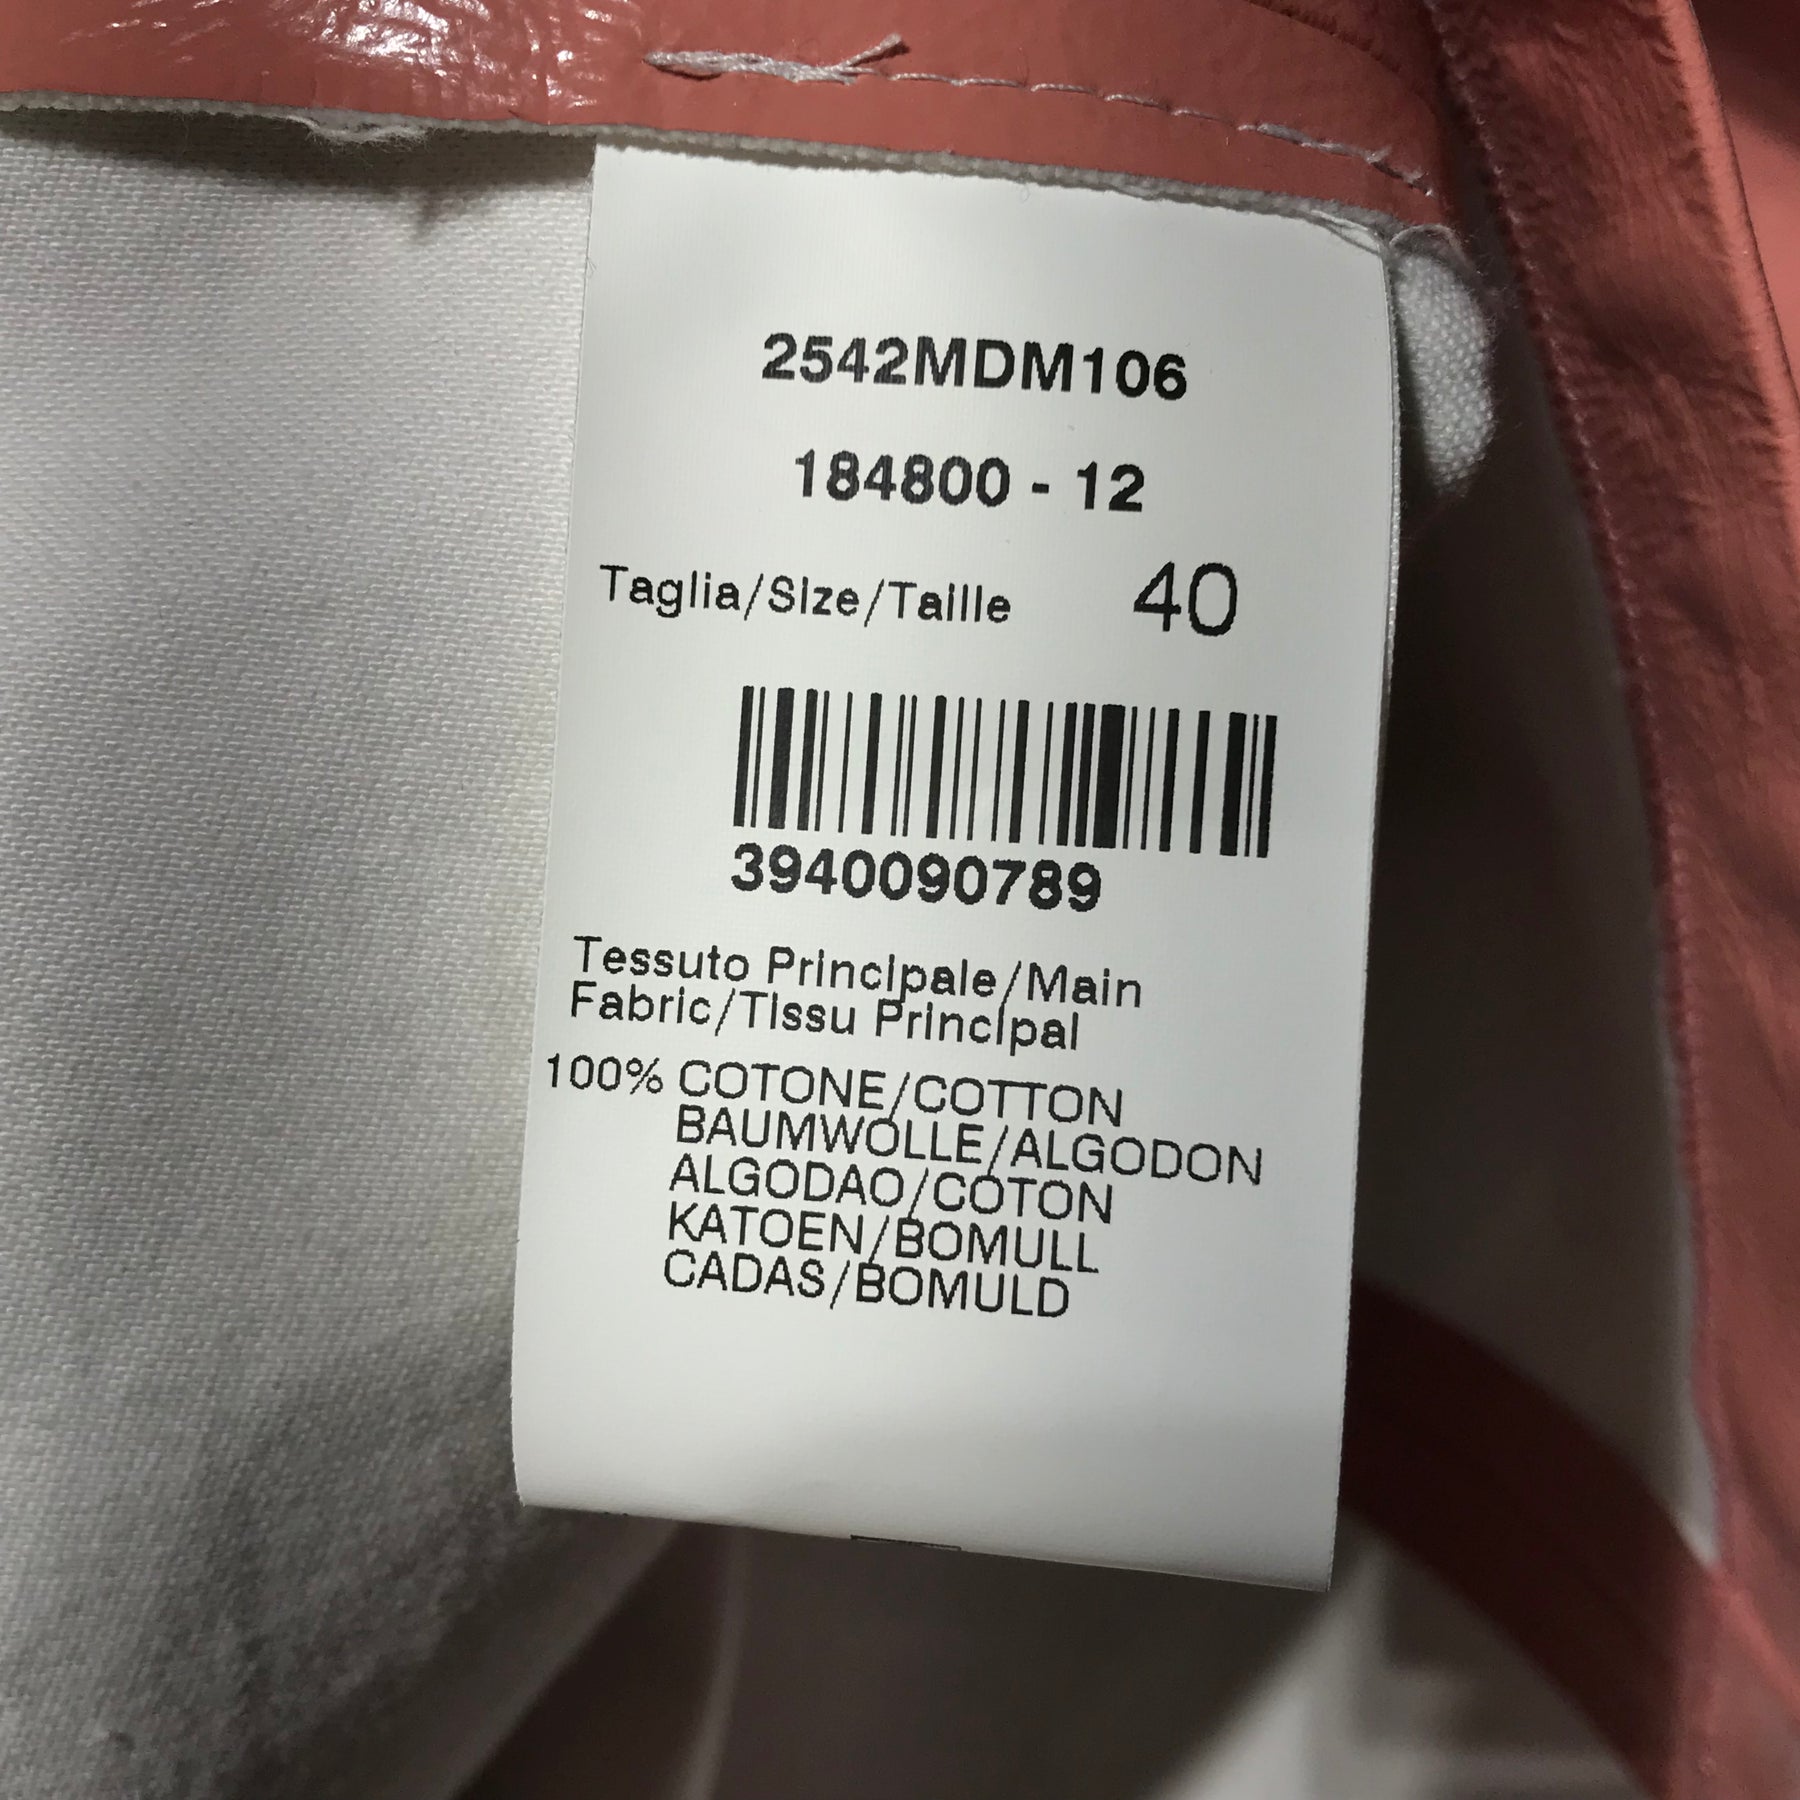 2542MDM106
184800 - 12
Taglia/Size/Taille 40
3940090789
Tessuto Principale/Main
Fabric/Tissu Principal
100% COTONE/COTTON
BAUMWOLLE/ALGODON
ALGODAO/COTON
KATOEN/BOMULL
CADAS/BOMULD